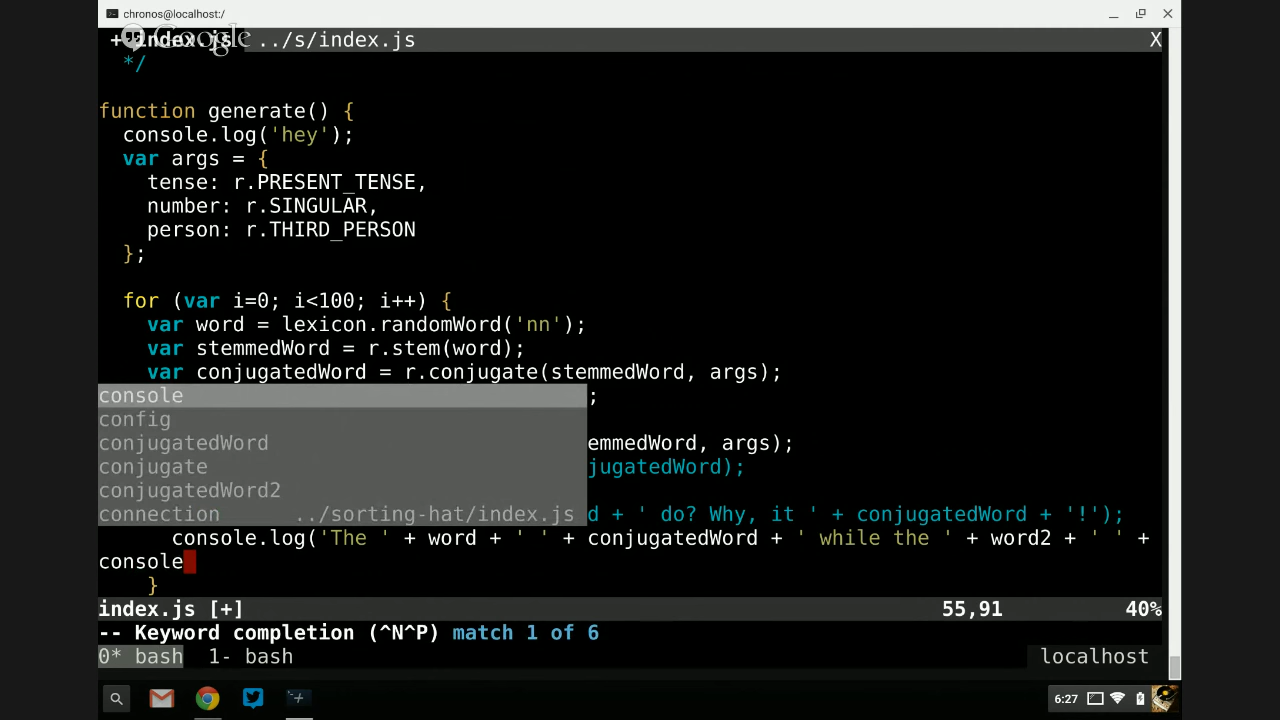 chronos@localhost:/
Google
+ index.js ../s/index.js X
*/
function generate() {
console.log('hey');
var args = {
tense: r.PRESENT_TENSE,
number: r.SINGULAR,
person: r.THIRD_PERSON
};
for (var i=0; i<100; i++) {
var word = lexicon.randomWord('nn');
var stemmedWord = r.stem(word);
var conjugatedWord = r.conjugate(stemmedWord, args);
console ;
config
conjugatedWord emmedWord, args);
conjugate jugatedWord);
conjugatedWord2
connection ../sorting-hat/index.js d + ' do? Why, it ' + conjugatedWord + '!');
console.log('The ' + word + ' ' + conjugatedWord + ' while the ' + word2 + ' ' +
console
}
index.js [+] 55,91 40%
-- Keyword completion (^N^P) match 1 of 6
0* bash 1- bash localhost
6:27